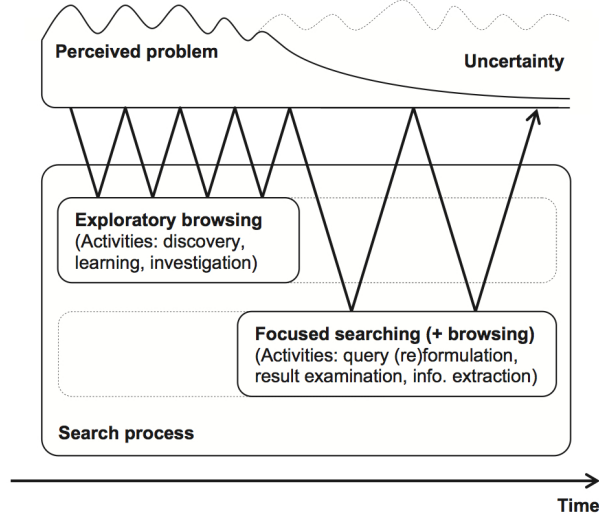 Perceived problem
Uncertainty
Exploratory browsing
(Activities: discovery,
learning, investigation)
Focused searching (+ browsing)
(Activities: query (re)formulation,
result examination, info. extraction)
Search process
Time